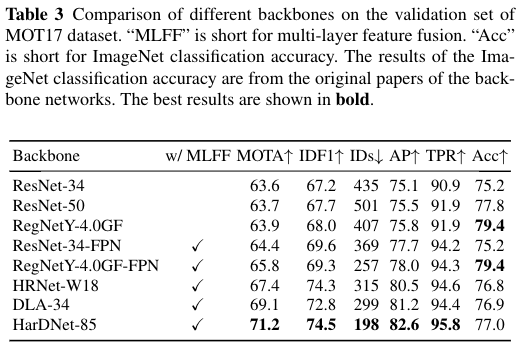 Table 3 Comparison of different backbones on the validation set of
MOT17 dataset. “MLFF” is short for multi-layer feature fusion. “Acc”
is short for ImageNet classification accuracy. The results of the Ima-
geNet classification accuracy are from the original papers of the back-
bone networks. The best results are shown in bold.
Backbone w/ MLFF MOTA↑ IDF1↑ IDs↓ AP↑ TPR↑ Acc↑
ResNet-34 63.6 67.2 435 75.1 90.9 75.2
ResNet-50 63.7 67.7 501 75.5 91.9 77.8
RegNetY-4.0GF 63.9 68.0 407 75.8 91.9 79.4
ResNet-34-FPN ✓ 64.4 69.6 369 77.7 94.2 75.2
RegNetY-4.0GF-FPN ✓ 65.8 69.3 257 78.0 94.3 79.4
HRNet-W18 ✓ 67.4 74.3 315 80.5 94.6 76.8
DLA-34 ✓ 69.1 72.8 299 81.2 94.4 76.9
HarDNet-85 ✓ 71.2 74.5 198 82.6 95.8 77.0